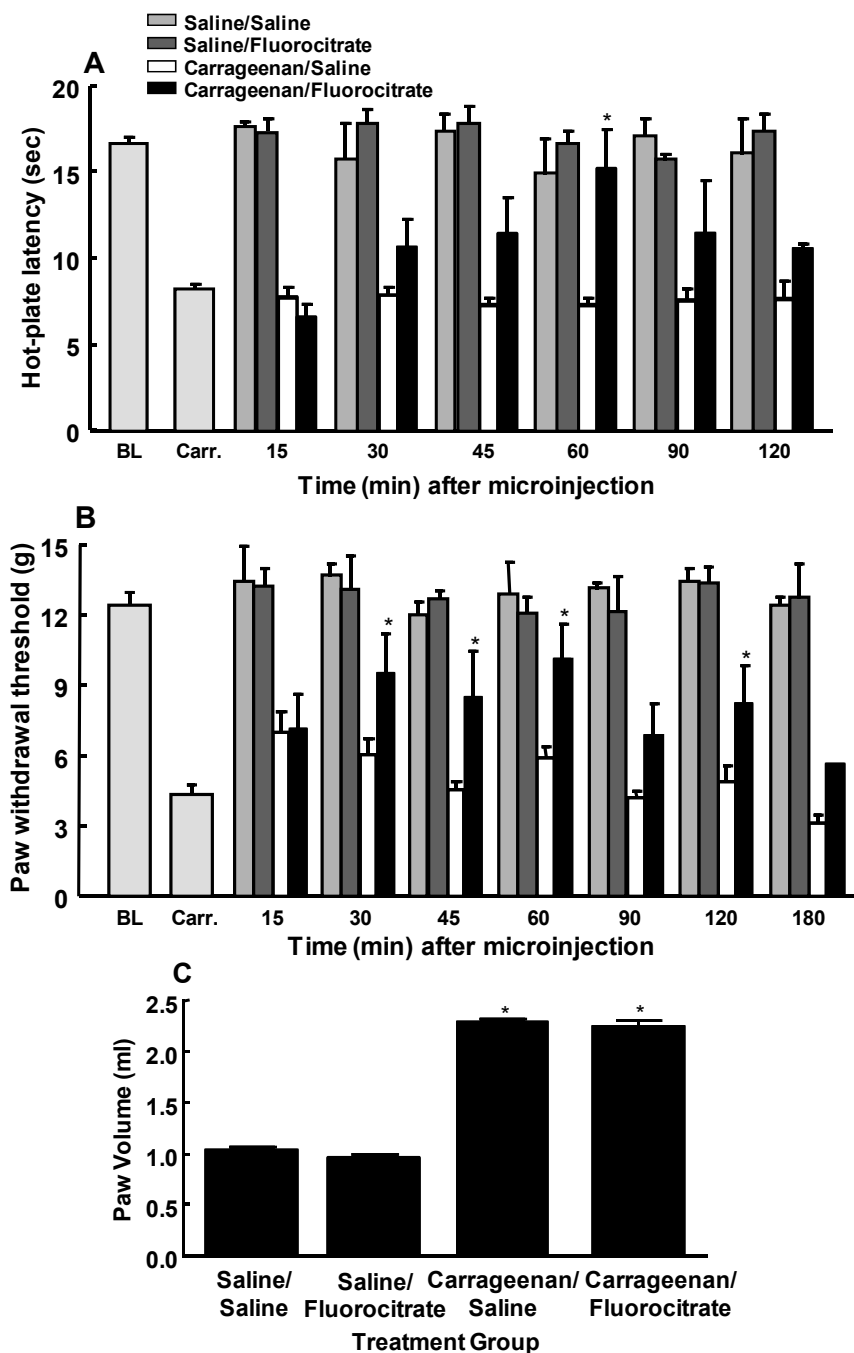 Saline/Saline
Saline/Fluorocitrate
Carrageenan/Saline
Carrageenan/Fluorocitrate
A
Hot-plate latency (sec)
20
15
10
5
0
*
BL Carr. 15 30 45 60 90 120
Time (min) after microinjection
B
Paw withdrawal threshold (g)
15
12
9
6
3
0
* * * *
BL Carr. 15 30 45 60 90 120 180
Time (min) after microinjection
C
Paw Volume (ml)
2.5
2.0
1.5
1.0
0.5
0.0
* *
Saline/
Saline
Saline/
Fluorocitrate
Carrageenan/
Saline
Carrageenan/
Fluorocitrate
Treatment Group